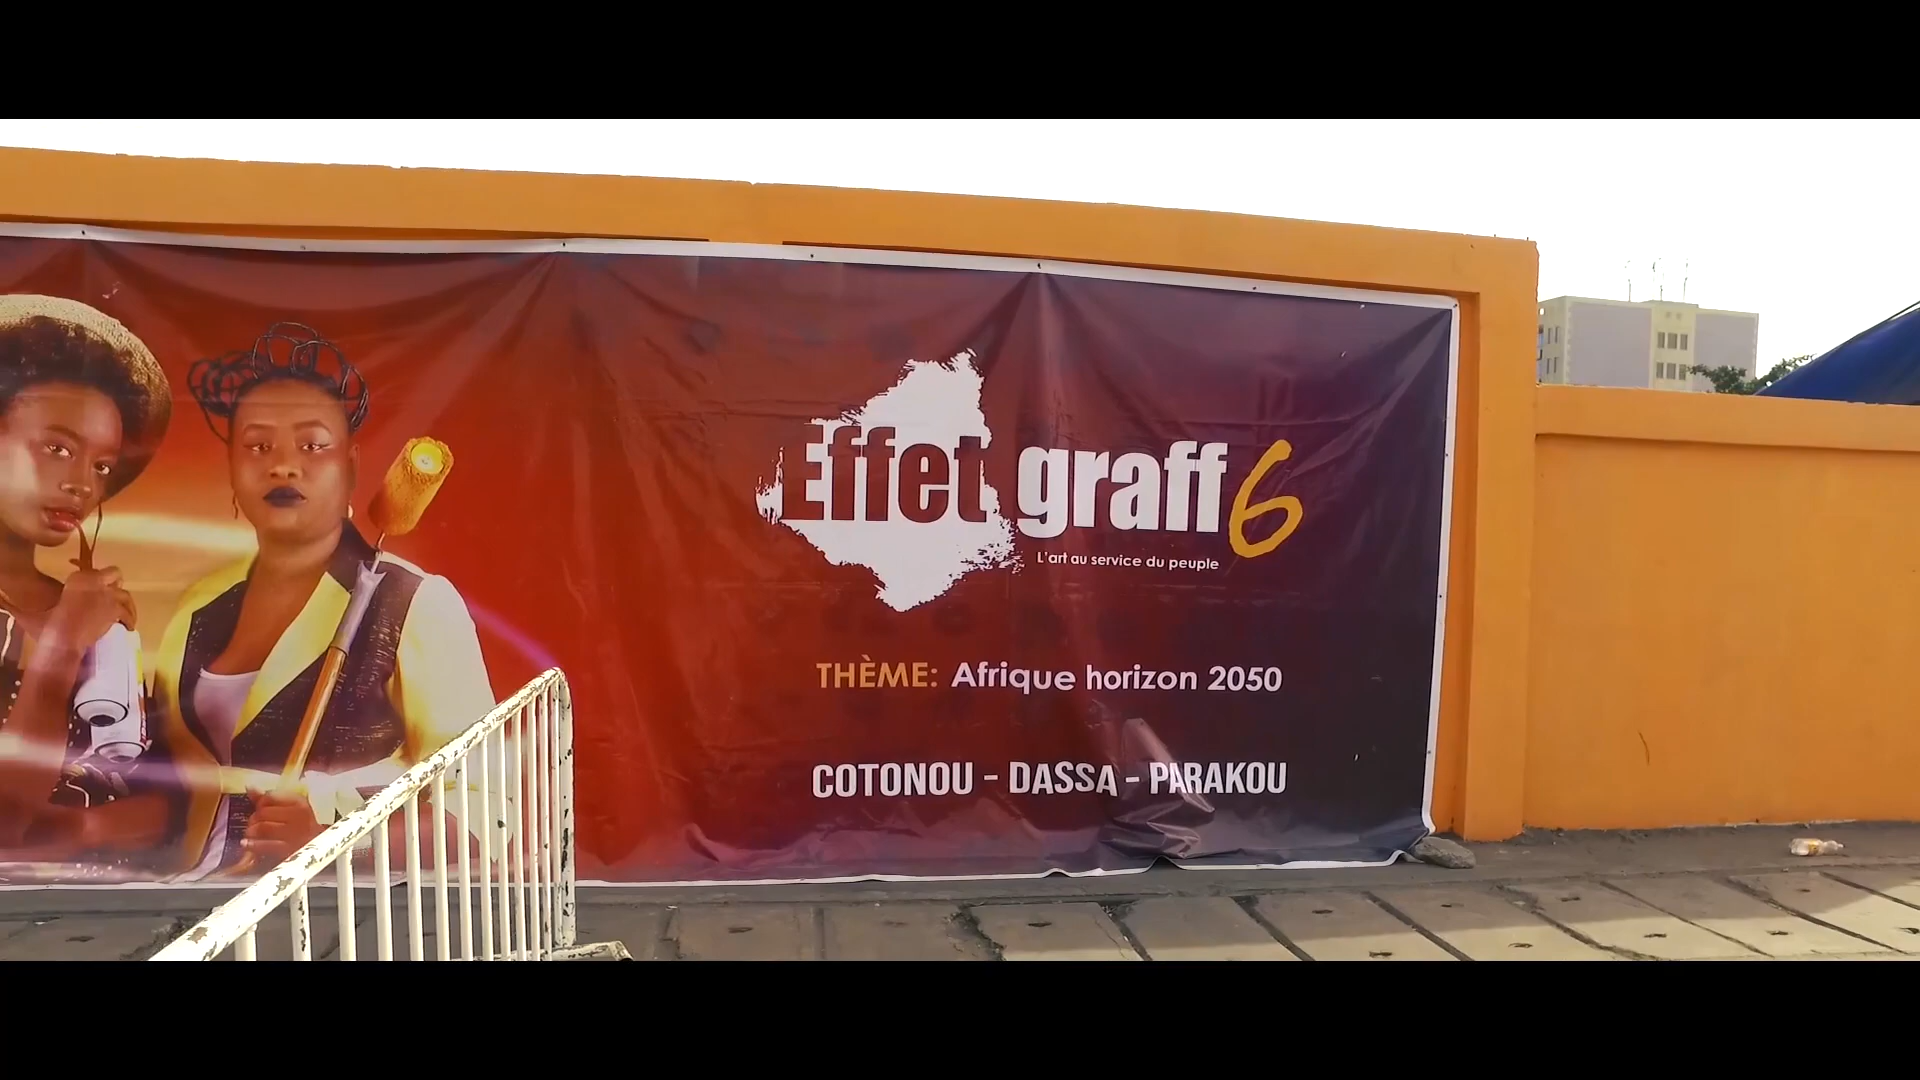 Effet graff 6
L'art au service du peuple
THÈME: Afrique horizon 2050
COTONOU - DASSA - PARAKOU